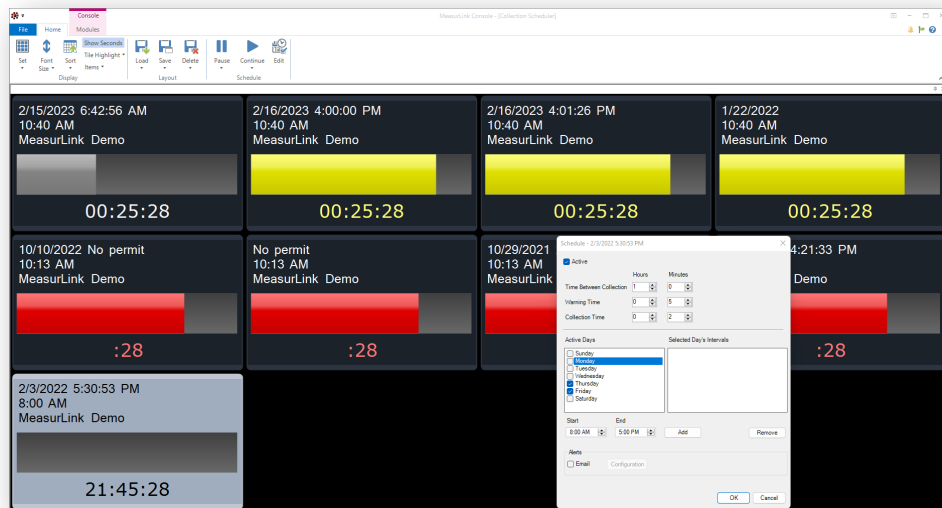 Console
MeasurLink Console - [Collection Scheduler]
File
Home
Modules
Set
Font
Size
Sort
Show Seconds
Tile Highlight
Items
Display
Load
Save
Delete
Layout
Pause
Continue
Edit
Schedule
2/15/2023 6:42:56 AM
10:40 AM
MeasurLink Demo
00:25:28
2/16/2023 4:00:00 PM
10:40 AM
MeasurLink Demo
00:25:28
2/16/2023 4:01:26 PM
10:40 AM
MeasurLink Demo
00:25:28
1/22/2022
10:40 AM
MeasurLink Demo
00:25:28
10/10/2022 No permit
10:13 AM
MeasurLink Demo
:28
No permit
10:13 AM
MeasurLink Demo
:28
10/29/2021
10:13 AM
MeasurLink
4:21:33 PM
Demo
:28
2/3/2022 5:30:53 PM
8:00 AM
MeasurLink Demo
21:45:28
Schedule - 2/3/2022 5:30:53 PM
Active
Hours Minutes
Time Between Collection 1 0
Warning Time 0 5
Collection Time 0 2
Active Days Selected Day's Intervals
Sunday
Monday
Tuesday
Wednesday
Thursday
Friday
Saturday
Start End
8:00 AM 5:00 PM Add Remove
Alerts
Email Configuration
OK Cancel